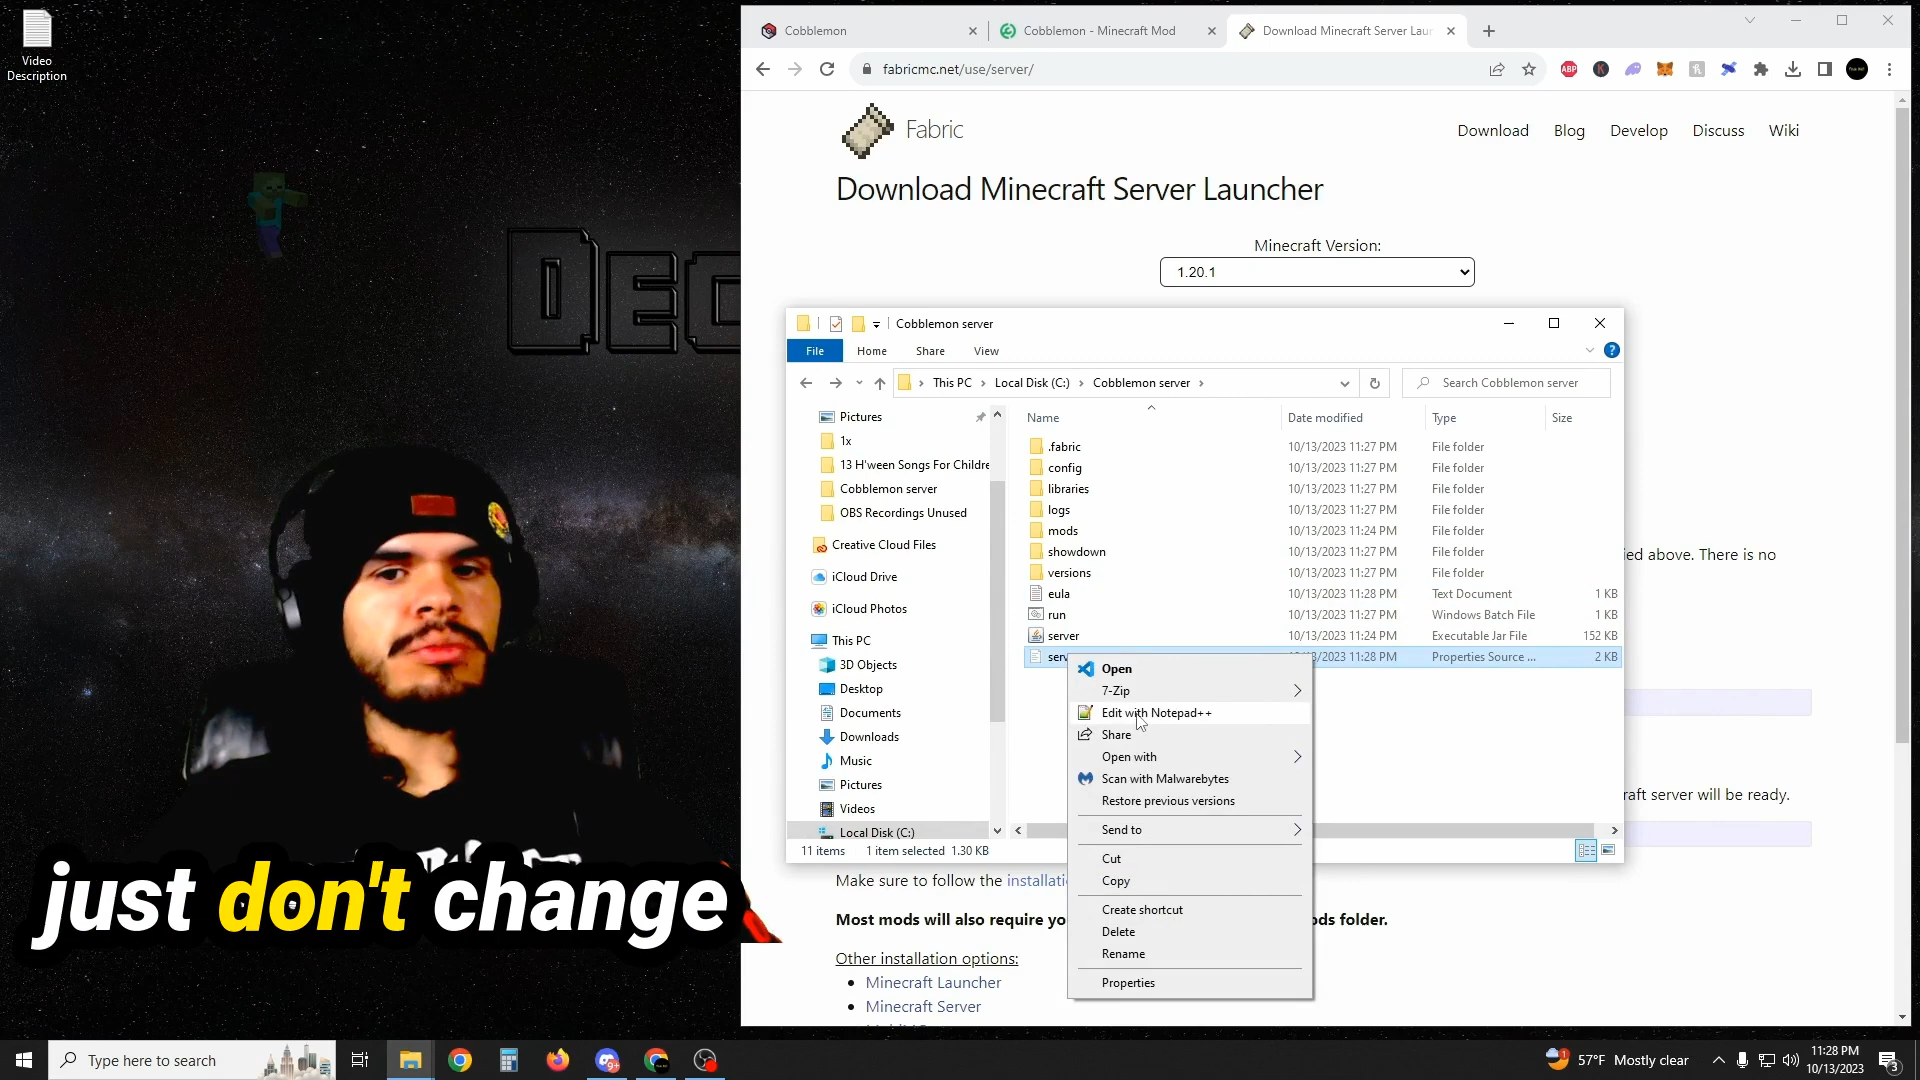 Video
Description
Cobblemon
Cobblemon - Minecraft Mod
Download Minecraft Server Laun
fabricmc.net/use/server/
Fabric
Download
Blog
Develop
Discuss
Wiki
Download Minecraft Server Launcher
Minecraft Version:
1.20.1
Cobblemon server
File
Home
Share
View
This PC
Local Disk (C:)
Cobblemon server
Search Cobblemon server
Name
Date modified
Type
Size
Pictures
1x
13 H'ween Songs For Childre
Cobblemon server
OBS Recordings Unused
Creative Cloud Files
iCloud Drive
iCloud Photos
This PC
3D Objects
Desktop
Documents
Downloads
Music
Pictures
Videos
Local Disk (C:)
.fabric 10/13/2023 11:27 PM File folder
config 10/13/2023 11:27 PM File folder
libraries 10/13/2023 11:27 PM File folder
logs 10/13/2023 11:27 PM File folder
mods 10/13/2023 11:24 PM File folder
showdown 10/13/2023 11:27 PM File folder
versions 10/13/2023 11:27 PM File folder
eula 10/13/2023 11:28 PM Text Document 1 KB
run 10/13/2023 11:27 PM Windows Batch File 1 KB
server 10/13/2023 11:24 PM Executable Jar File 152 KB
11:28 PM Properties Source ... 2 KB
Open
7-Zip
Edit with Notepad++
Share
Open with
Scan with Malwarebytes
Restore previous versions
Send to
Cut
Copy
Create shortcut
Delete
Rename
Properties
11 items 1 item selected 1.30 KB
above. There is no
server will be ready.
Make sure to follow the
Most mods will also require
folder.
Other installation options:
Minecraft Launcher
Minecraft Server
just don't change
Type here to search
57°F Mostly clear
11:28 PM
10/13/2023
3